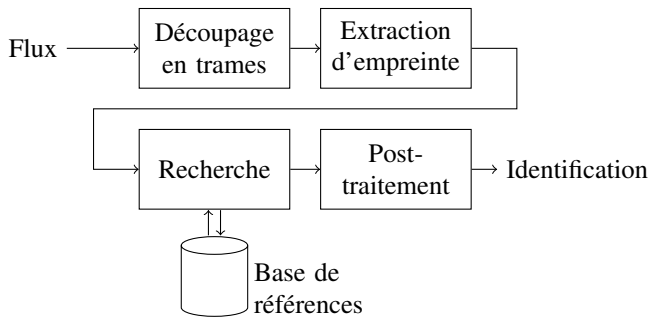 Flux
Découpage
en trames
Extraction
d'empreinte
Recherche
Post-
traitement
Identification
Base de
références